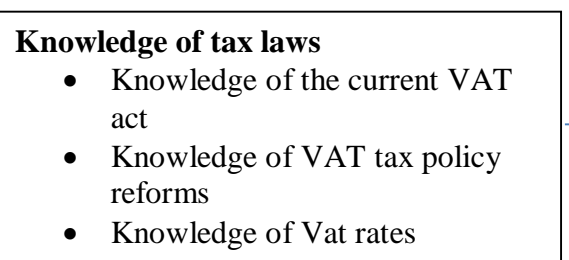 Knowledge of tax laws
• Knowledge of the current VAT
act
• Knowledge of VAT tax policy
reforms
• Knowledge of Vat rates